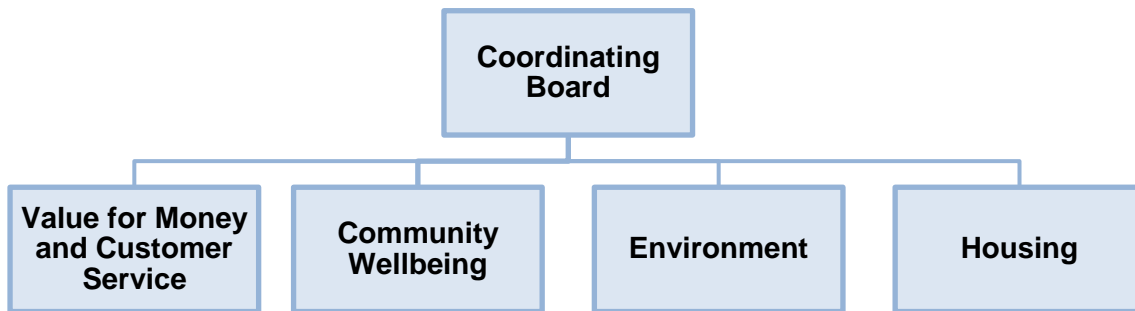 Coordinating
Board
Value for Money
and Customer
Service
Community
Wellbeing
Environment
Housing